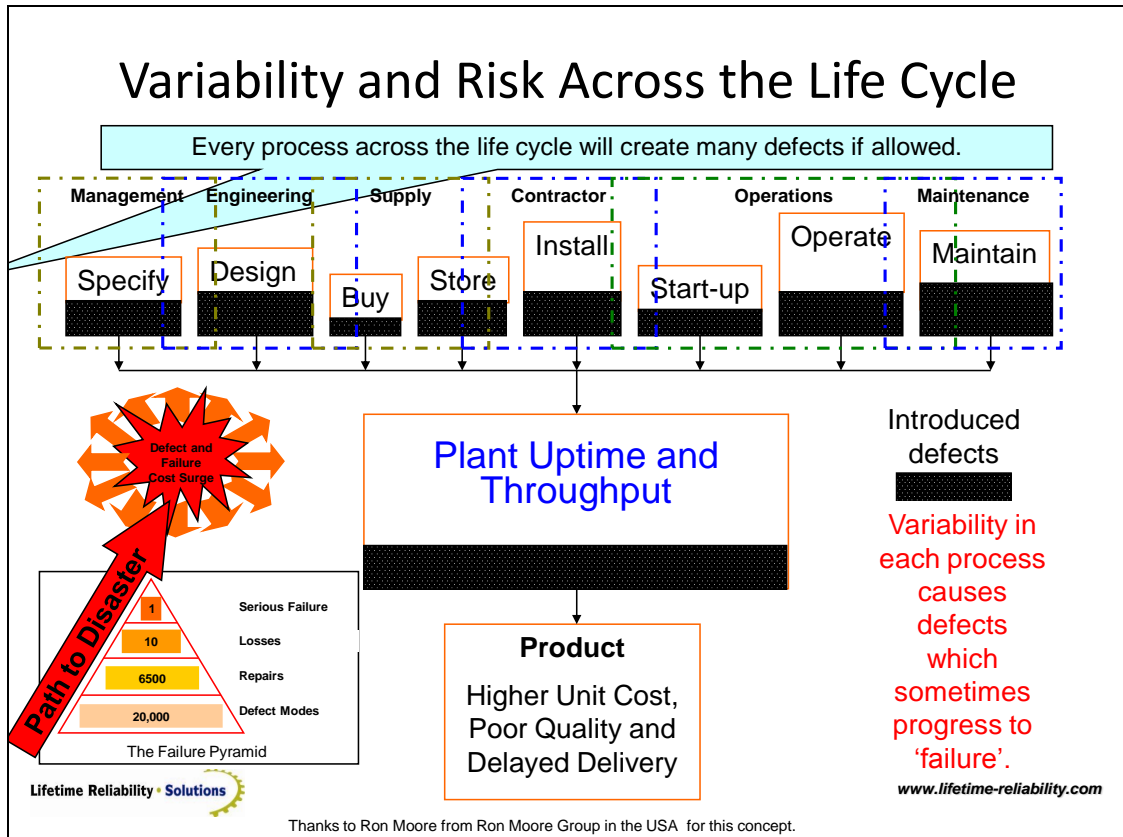 Variability and Risk Across the Life Cycle
Every process across the life cycle will create many defects if allowed.
Management
Engineering
Supply
Contractor
Operations
Maintenance
Specify
Design
Buy
Store
Install
Start-up
Operate
Maintain
Defect and
Failure
Cost Surge
Path to Disaster
1
Serious Failure
10
Losses
6500
Repairs
20,000
Defect Modes
The Failure Pyramid
Plant Uptime and
Throughput
Product
Higher Unit Cost,
Poor Quality and
Delayed Delivery
Introduced
defects
Variability in
each process
causes
defects
which
sometimes
progress to
‘failure’.
Lifetime Reliability • Solutions
www.lifetime-reliability.com
Thanks to Ron Moore from Ron Moore Group in the USA for this concept.